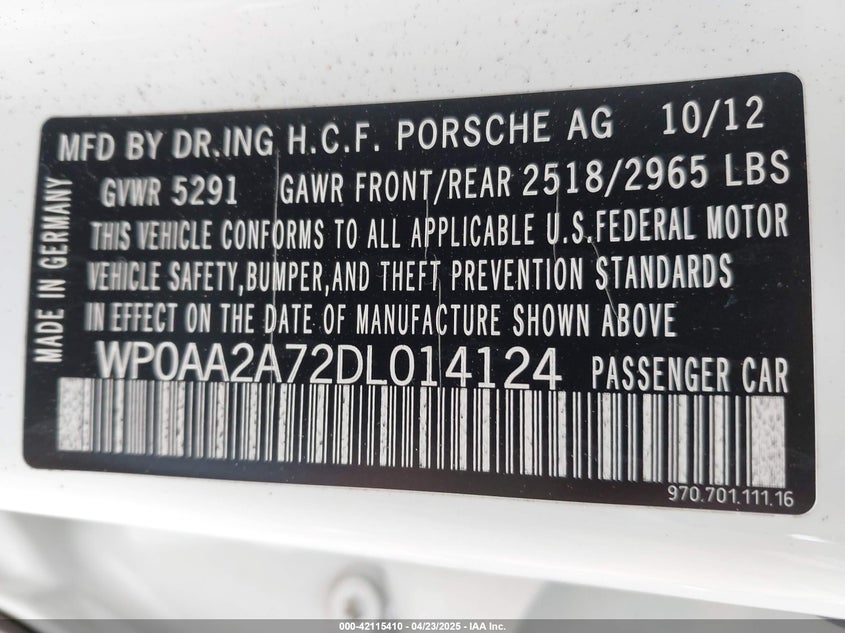 MFD BY DR.ING H.C.F. PORSCHE AG 10/12
GVWR 5291 GAWR FRONT/REAR 2518/2965 LBS
THIS VEHICLE CONFORMS TO ALL APPLICABLE U.S.FEDERAL MOTOR
VEHICLE SAFETY,BUMPER,AND THEFT PREVENTION STANDARDS
IN EFFECT ON THE DATE OF MANUFACTURE SHOWN ABOVE
WP0AA2A72DL014124 PASSENGER CAR
MADE IN GERMANY
970.701.111.16
000-42115410 - 04/23/2025 - IAA Inc.